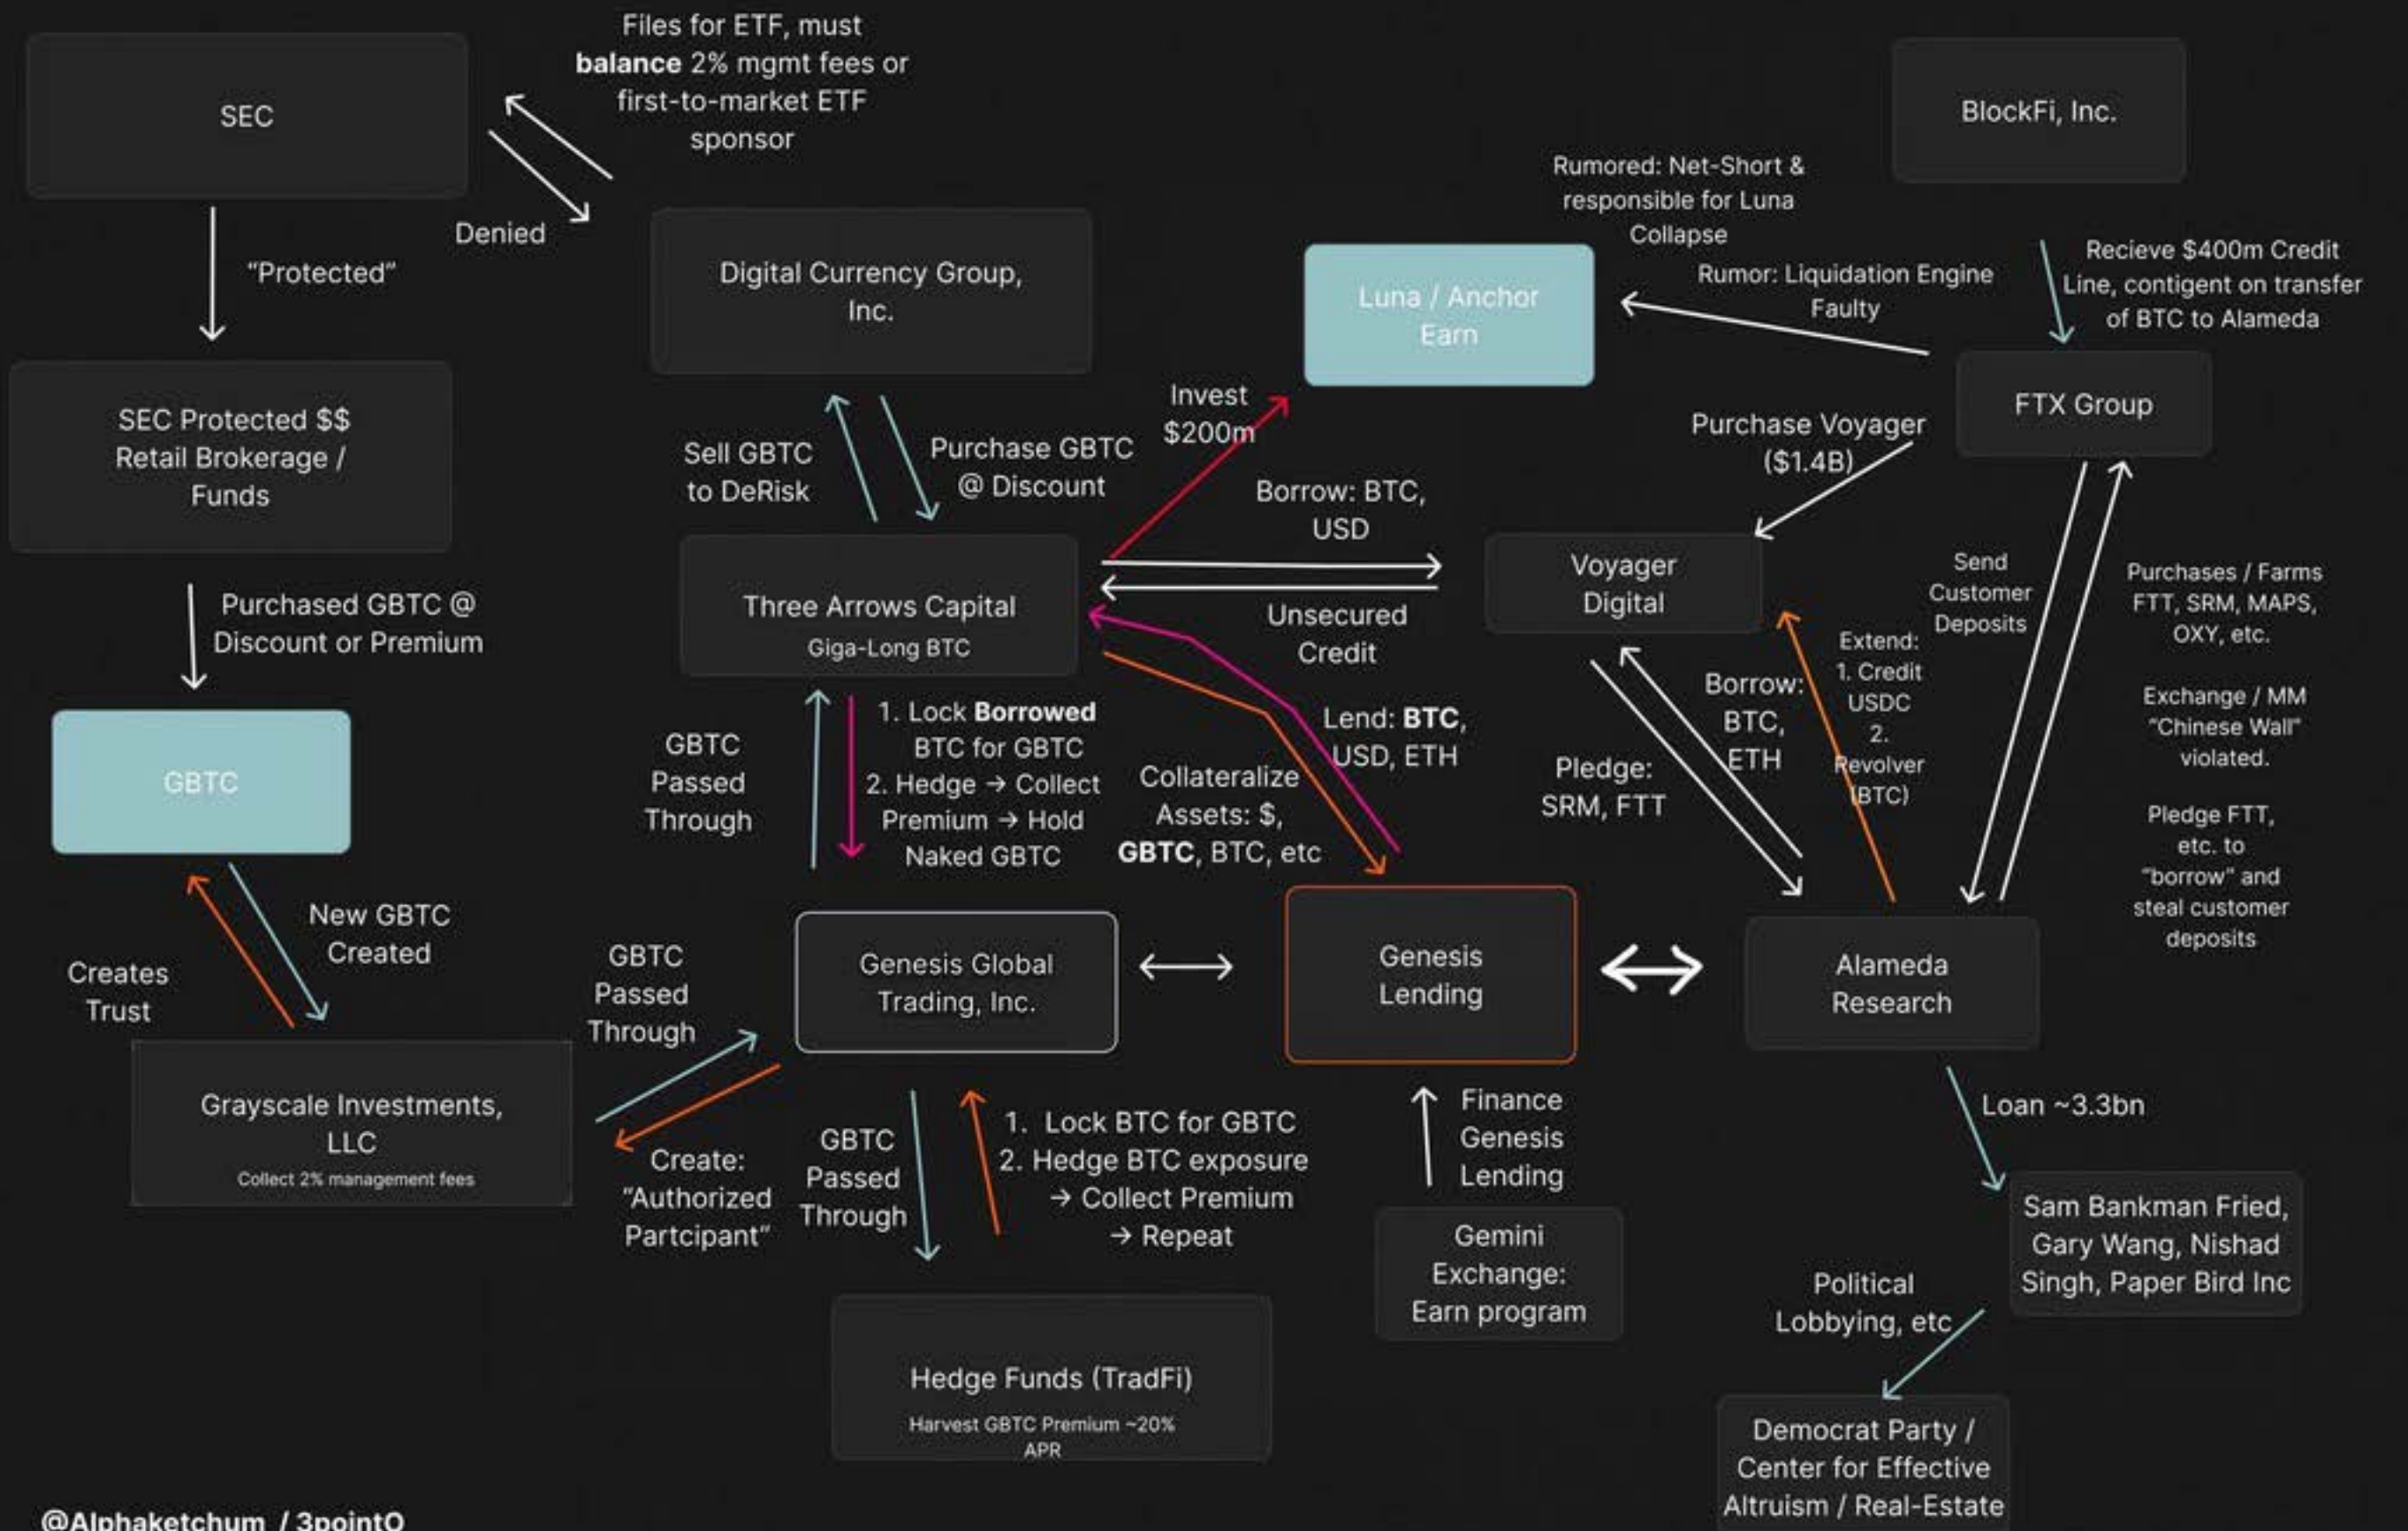 Files for ETF, must
balance 2% mgmt fees or
first-to-market ETF
sponsor
SEC
Denied
“Protected”
BlockFi, Inc.
Rumored: Net-Short &
responsible for Luna
Collapse
Rumor: Liquidation Engine
Faulty
Recieve $400m Credit
Line, contigent on transfer
of BTC to Alameda
Digital Currency Group,
Inc.
Luna / Anchor
Earn
FTX Group
SEC Protected $$
Retail Brokerage /
Funds
Sell GBTC
to DeRisk
Purchase GBTC
@ Discount
Invest
$200m
Purchase Voyager
($1.4B)
Borrow: BTC,
USD
Three Arrows Capital
Giga-Long BTC
Unsecured
Credit
Voyager
Digital
Send
Customer
Deposits
Purchases / Farms
FTT, SRM, MAPS,
OXY, etc.
Exchange / MM
“Chinese Wall”
violated.
Pledge FTT,
etc. to
“borrow” and
steal customer
deposits
Extend:
1. Credit
USDC
2.
Revolver
(BTC)
Borrow:
BTC,
ETH
Pledge:
SRM, FTT
Purchased GBTC @
Discount or Premium
GBTC
GBTC
Passed
Through
1. Lock Borrowed
BTC for GBTC
2. Hedge → Collect
Premium → Hold
Naked GBTC
Lend: BTC,
USD, ETH
Collateralize
Assets: $,
GBTC, BTC, etc
New GBTC
Created
Creates
Trust
GBTC
Passed
Through
Genesis Global
Trading, Inc.
Genesis
Lending
Alameda
Research
Grayscale Investments,
LLC
Collect 2% management fees
Create:
“Authorized
Partcipant”
GBTC
Passed
Through
1. Lock BTC for GBTC
2. Hedge BTC exposure
→ Collect Premium
→ Repeat
Finance
Genesis
Lending
Loan ~3.3bn
Gemini
Exchange:
Earn program
Sam Bankman Fried,
Gary Wang, Nishad
Singh, Paper Bird Inc
Political
Lobbying, etc
Hedge Funds (TradFi)
Harvest GBTC Premium ~20%
APR
Democrat Party /
Center for Effective
Altruism / Real-Estate
@Alphaketchum / 3pointO